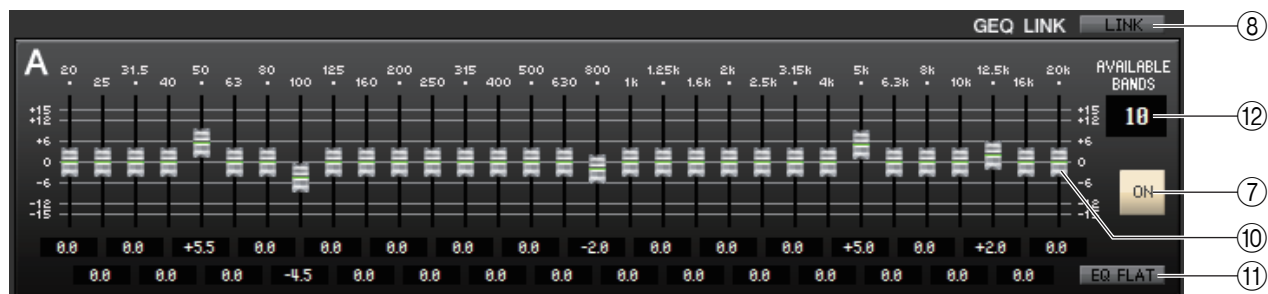 GEQ LINK LINK ⑧
A 20 31.5 50 80 125 200 315 500 800 1.25k 2k 3.15k 5k 8k 12.5k 20k AVAILABLE BANDS
25 40 63 100 160 250 400 630 1k 1.6k 2.5k 4k 6.3k 10k 16k
+15 +15
+12 +12
10 ⑫
+6 +6
0 0
-6 -6
ON ⑦
-12 -12
-15 -15
⑩
0.0 0.0 +5.5 0.0 0.0 0.0 0.0 0.0 -2.0 0.0 0.0 0.0 +5.0 0.0 +2.0 0.0
0.0 0.0 0.0 -4.5 0.0 0.0 0.0 0.0 0.0 0.0 0.0 0.0 0.0 0.0 0.0 EQ FLAT ⑪